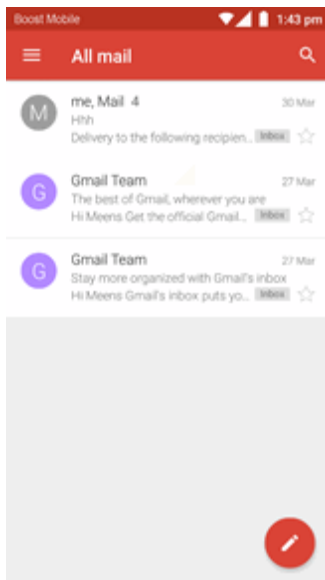 Boost Mobile 1:43 pm
All mail
M
me, Mail 4 30 Mar
Hhh
Delivery to the following recipien... Inbox
G
Gmail Team 27 Mar
The best of Gmail, wherever you are
Hi Meens Get the official Gmail... Inbox
G
Gmail Team 27 Mar
Stay more organized with Gmail's inbox
Hi Meens Gmail's inbox puts yo... Inbox